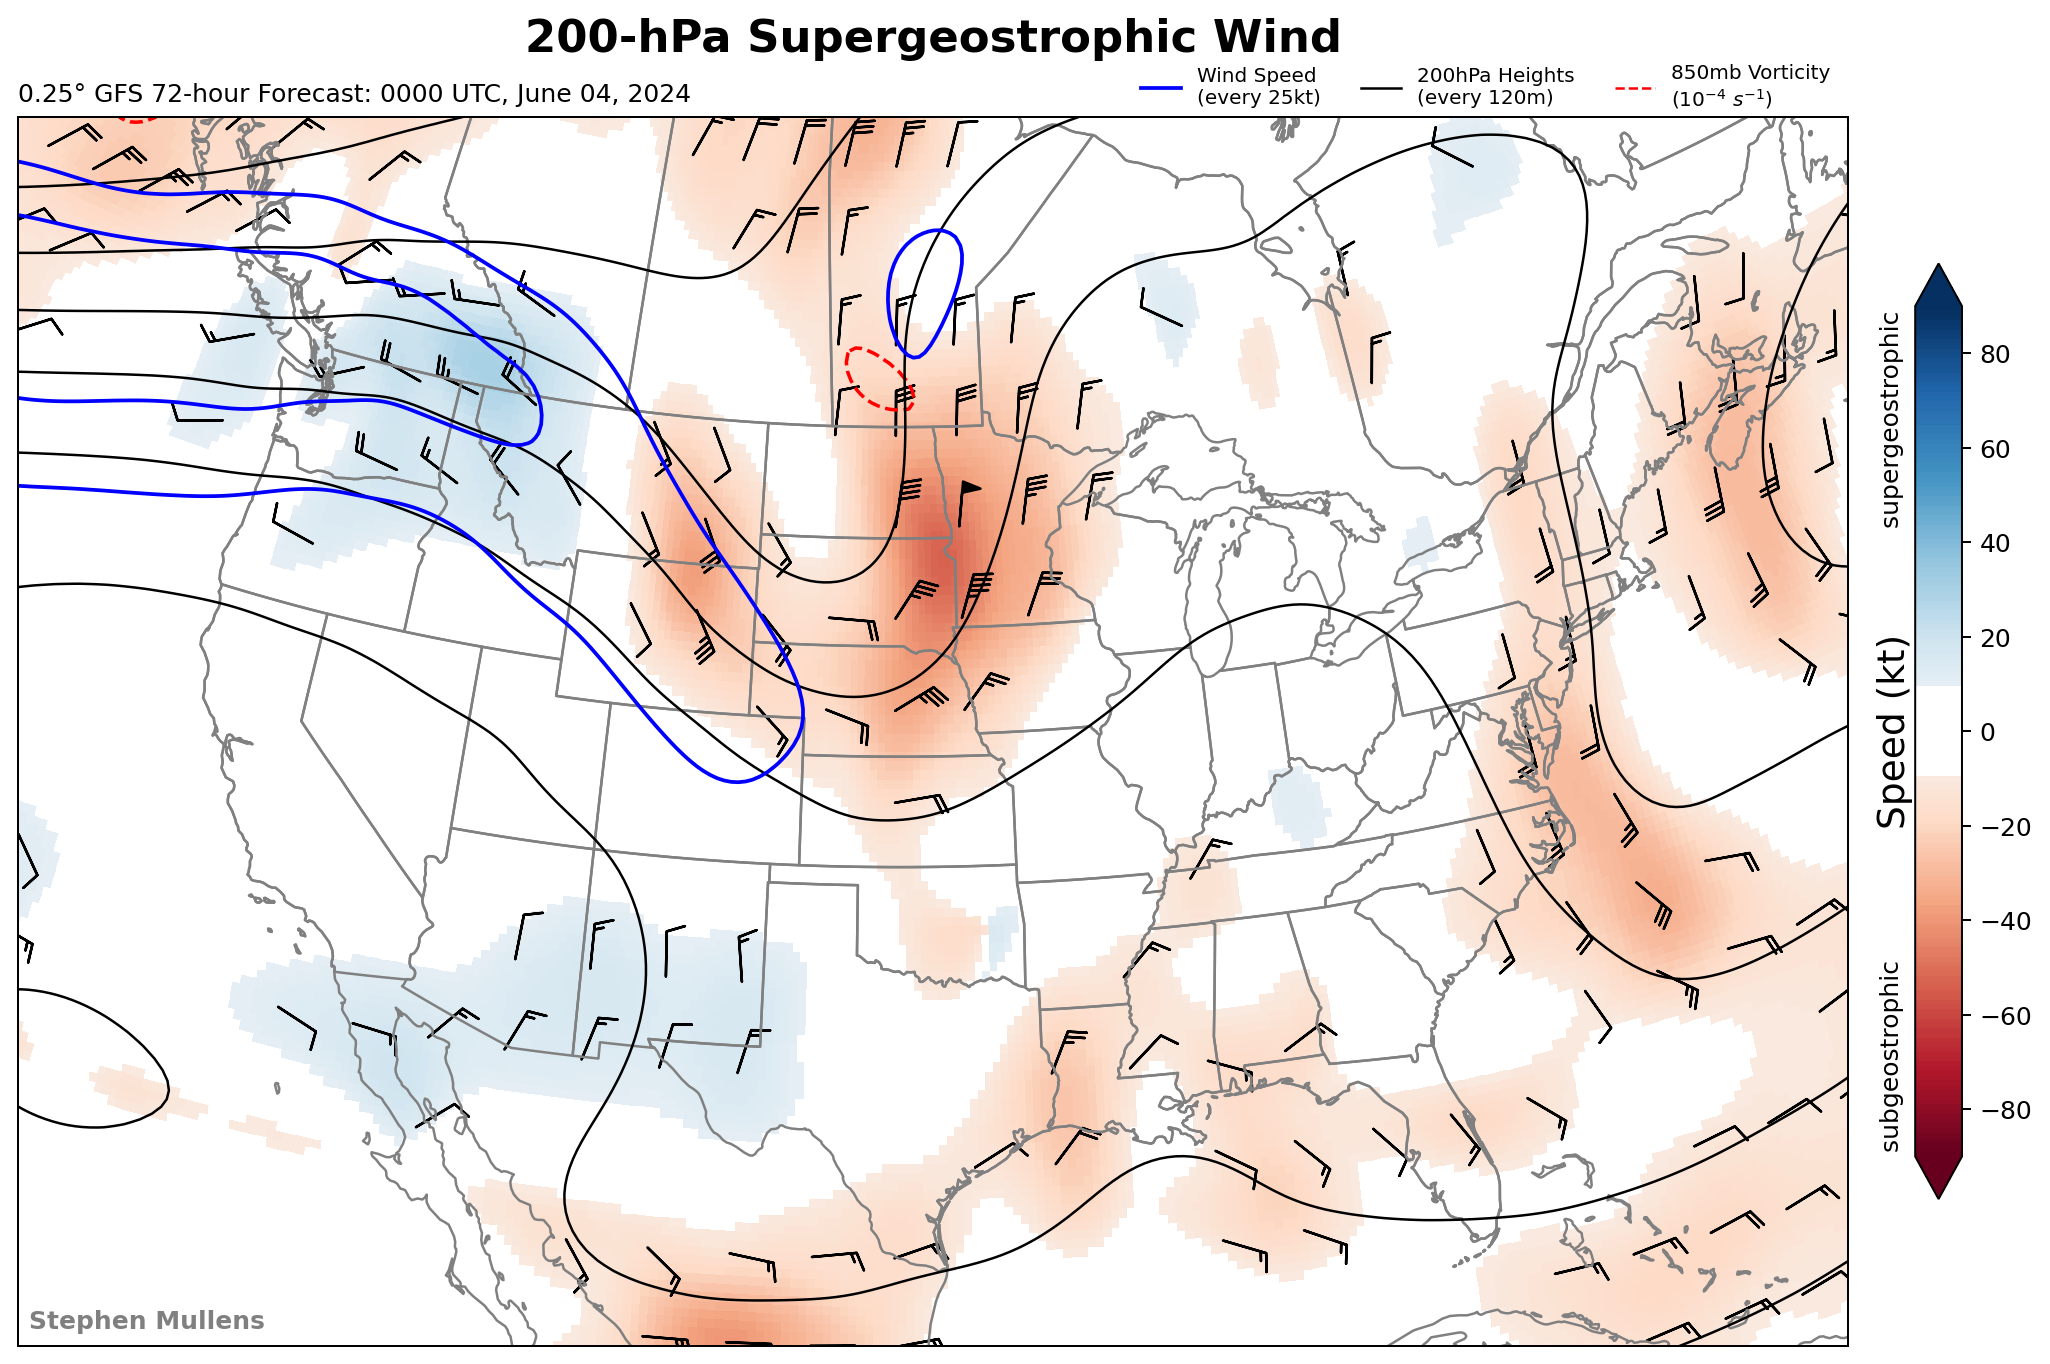 200-hPa Supergeostrophic Wind
0.25° GFS 72-hour Forecast: 0000 UTC, June 04, 2024
Wind Speed
(every 25kt)
200hPa Heights
(every 120m)
850mb Vorticity
(10⁻⁴ s⁻¹)
supergeostrophic
Speed (kt)
subgeostrophic
80
60
40
20
0
−20
−40
−60
−80
Stephen Mullens